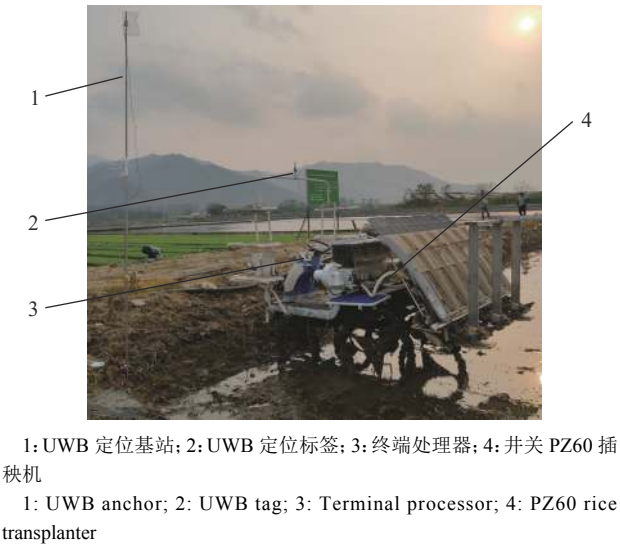 1
2
3
4
1：UWB 定位基站；2：UWB 定位标签；3：终端处理器；4：井关 PZ60 插
秧机
1: UWB anchor; 2: UWB tag; 3: Terminal processor; 4: PZ60 rice
transplanter